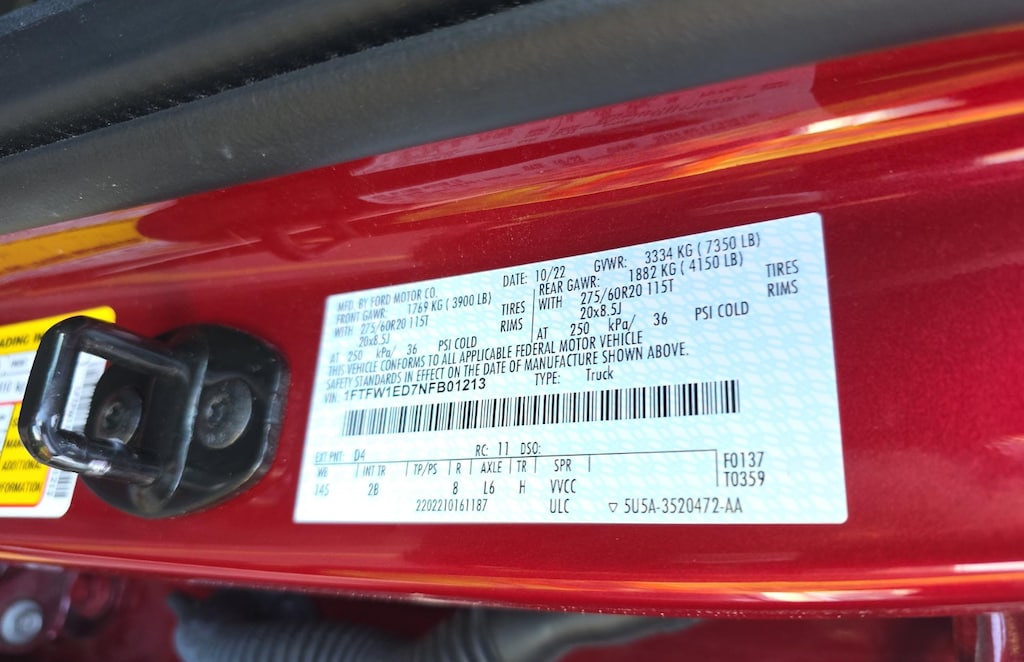 MFD. BY FORD MOTOR CO.
DATE: 10/22 GVWR: 3334 KG ( 7350 LB)
FRONT GAWR: 1769 KG ( 3900 LB)
WITH 275/60R20 115T TIRES
20x8.5J RIMS
AT 250 kPa/ 36 PSI COLD
REAR GAWR: 1882 KG ( 4150 LB)
WITH 275/60R20 115T TIRES
20x8.5J RIMS
AT 250 kPa/ 36 PSI COLD
THIS VEHICLE CONFORMS TO ALL APPLICABLE FEDERAL MOTOR VEHICLE
SAFETY STANDARDS IN EFFECT ON THE DATE OF MANUFACTURE SHOWN ABOVE.
VIN: 1FTFW1ED7NFB01213 TYPE: Truck
EXT PNT: D4 RC: 11 DSO:
WB INT TR TP/PS R AXLE TR SPR
145 2B 8 L6 H VVCC
F0137
T0359
2202210161187 ULC 5U5A-3520472-AA
ADDITIONAL